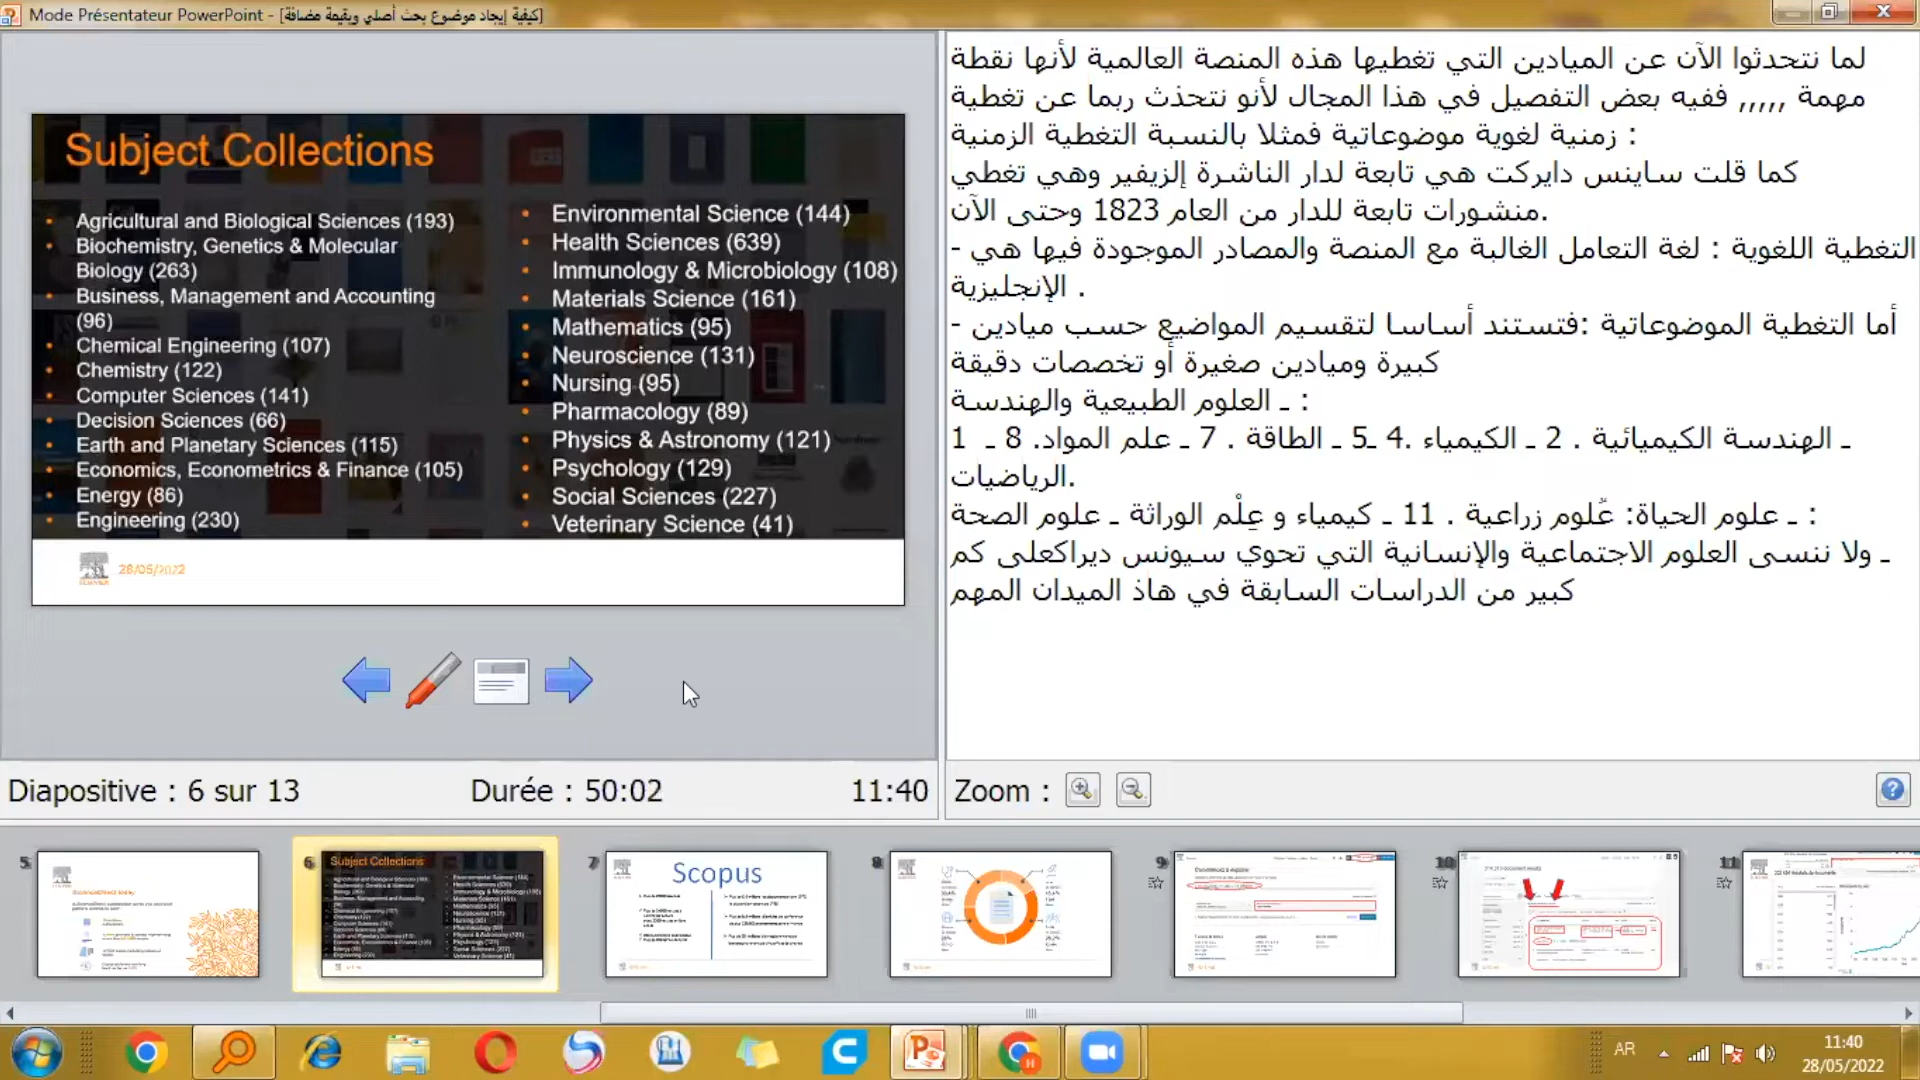 Mode Présentateur PowerPoint - [كيفية إيجاد موضوع بحث أصلي وبقيمة مضافة]
Subject Collections
• Agricultural and Biological Sciences (193)
• Biochemistry, Genetics & Molecular
Biology (263)
• Business, Management and Accounting
(96)
• Chemical Engineering (107)
• Chemistry (122)
• Computer Sciences (141)
• Decision Sciences (66)
• Earth and Planetary Sciences (115)
• Economics, Econometrics & Finance (105)
• Energy (86)
• Engineering (230)
• Environmental Science (144)
• Health Sciences (639)
• Immunology & Microbiology (108)
• Materials Science (161)
• Mathematics (95)
• Neuroscience (131)
• Nursing (95)
• Pharmacology (89)
• Physics & Astronomy (121)
• Psychology (129)
• Social Sciences (227)
• Veterinary Science (41)
28/05/2022
لما نتحدثوا الآن عن الميادين التي تغطيها هذه المنصة العالمية لأنها نقطة
مهمة ,,,,, ففيه بعض التفصيل في هذا المجال لأنو نتحذث ربما عن تغطية
زمنية لغوية موضوعاتية فمثلا بالنسبة التغطية الزمنية :
كما قلت ساينس دايركت هي تابعة لدار الناشرة إلزيفير وهي تغطي
منشورات تابعة للدار من العام 1823 وحتى الآن.
- التغطية اللغوية : لغة التعامل الغالبة مع المنصة والمصادر الموجودة فيها هي
الإنجليزية .
- أما التغطية الموضوعاتية :فتستند أساسا لتقسيم المواضيع حسب ميادين
كبيرة وميادين صغيرة أو تخصصات دقيقة
ـ العلوم الطبيعية والهندسة :
1 ـ الهندسة الكيميائية . 2 ـ الكيمياء .4 ـ5 ـ الطاقة . 7 ـ علم المواد. 8 ـ
الرياضيات.
ـ علوم الحياة: عُلوم زراعية . 11 ـ كيمياء و عِلْم الوراثة ـ علوم الصحة :
ـ ولا ننسى العلوم الاجتماعية والإنسانية التي تحوي سيونس ديراكعلى كم
كبير من الدراسات السابقة في هاذ الميدان المهم
Diapositive : 6 sur 13
Durée : 50:02
11:40
Zoom :
5
6
Subject Collections
7
Scopus
8
9
10
11
AR
11:40
28/05/2022